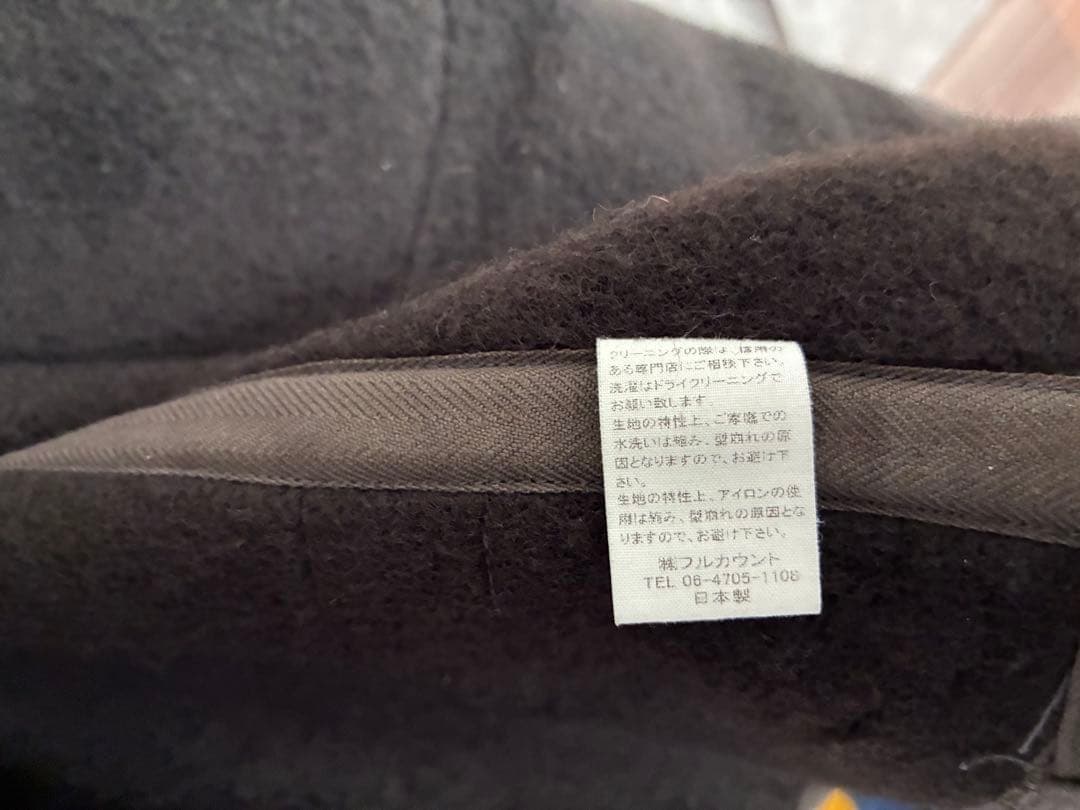 クリーニングの際は、信用の
ある専門店にご相談下さい。
洗濯はドライクリーニングで
お願い致します
生地の特性上、ご家庭での
水洗いは縮み、型崩れの原
因となりますので、お避け下
さい。
生地の特性上、アイロンの使
用は縮み、型崩れの原因とな
りますので、お避け下さい。
㈱フルカウント
TEL 06-4705-1108
日本製